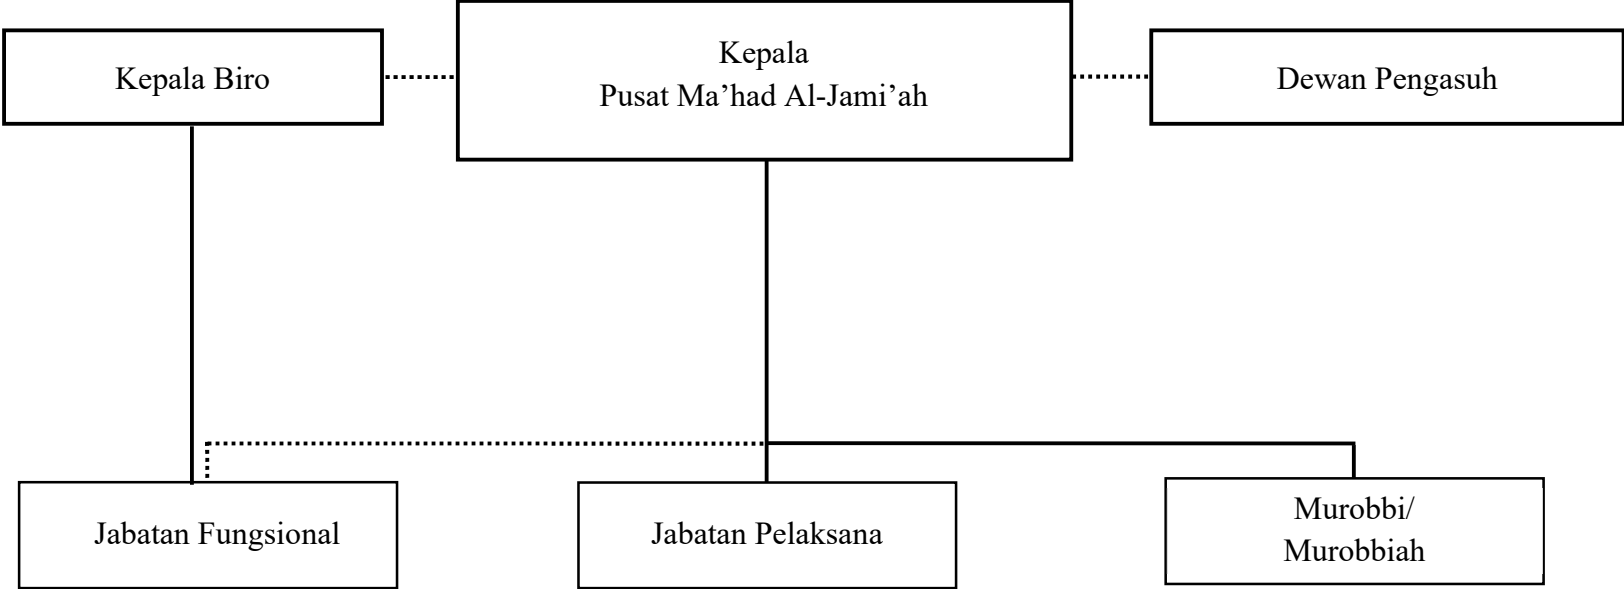 Kepala Biro
Kepala
Pusat Ma’had Al-Jami’ah
Dewan Pengasuh
Jabatan Fungsional
Jabatan Pelaksana
Murobbi/
Murobbiah